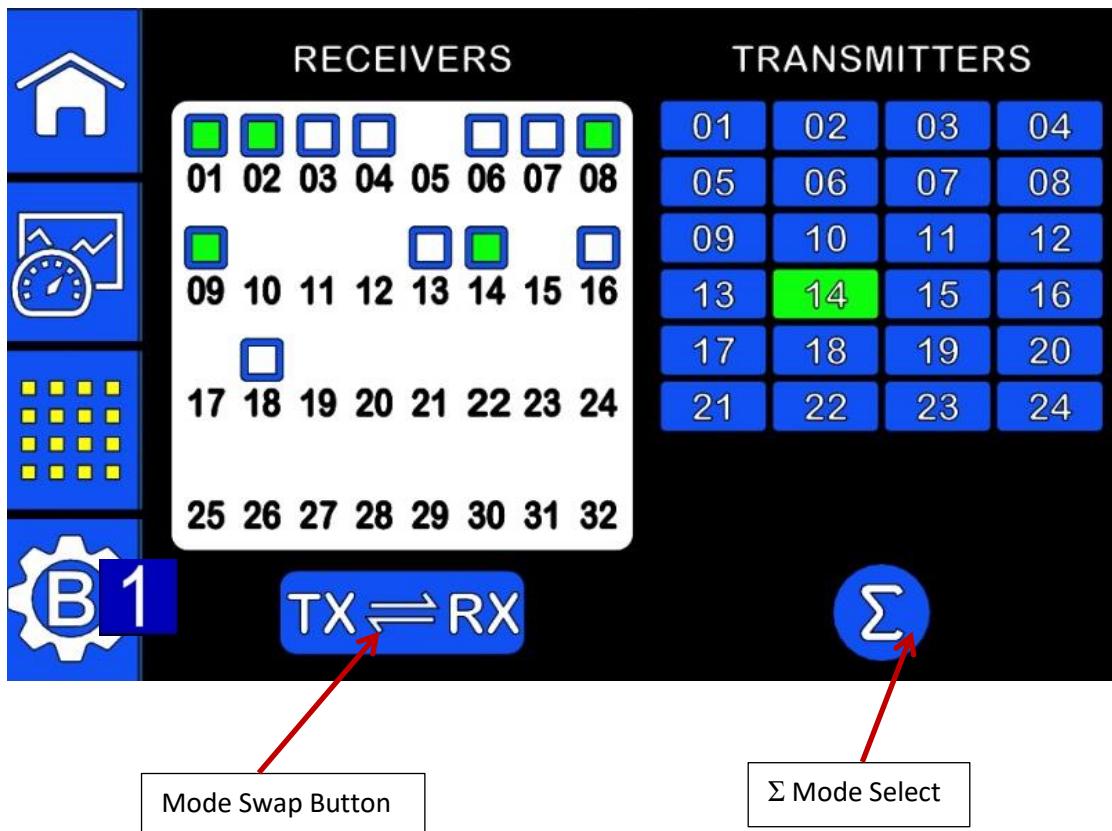 RECEIVERS
01 02 03 04 05 06 07 08
09 10 11 12 13 14 15 16
17 18 19 20 21 22 23 24
25 26 27 28 29 30 31 32
TRANSMITTERS
01 02 03 04
05 06 07 08
09 10 11 12
13 14 15 16
17 18 19 20
21 22 23 24
B 1
TX ⇌ RX
Σ
Mode Swap Button
Σ Mode Select